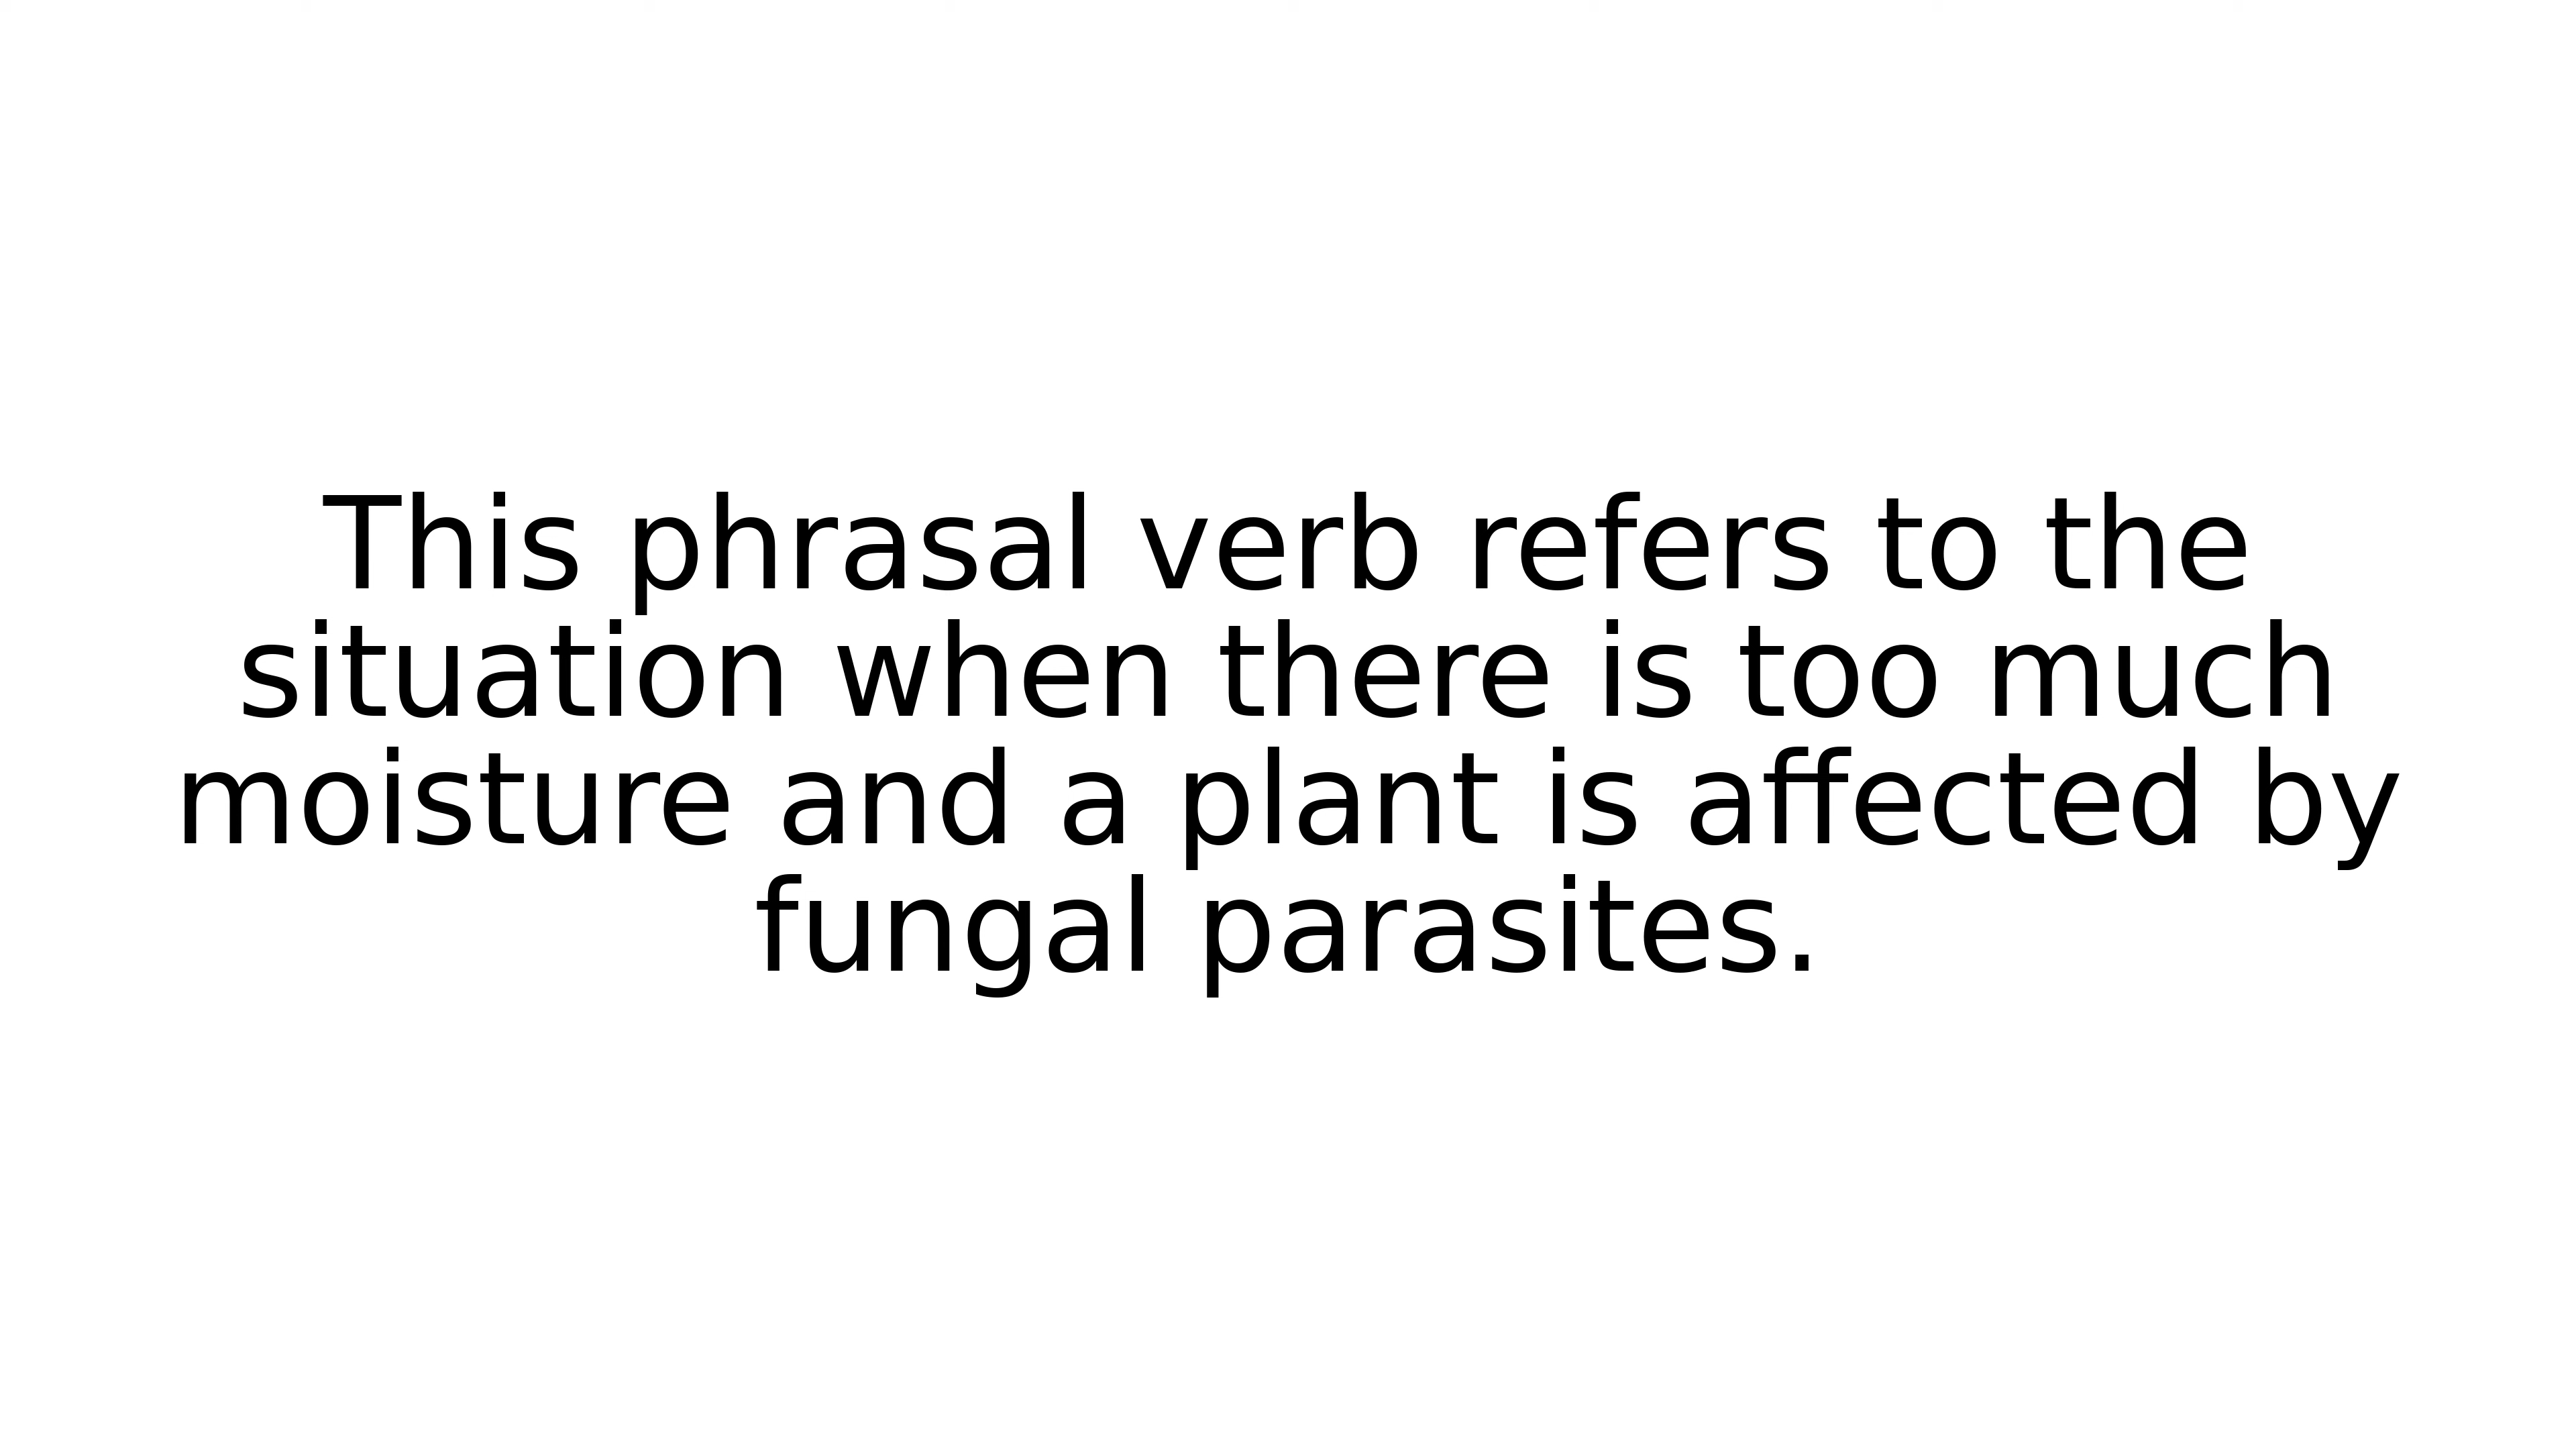 This phrasal verb refers to the
situation when there is too much
moisture and a plant is affected by
fungal parasites.